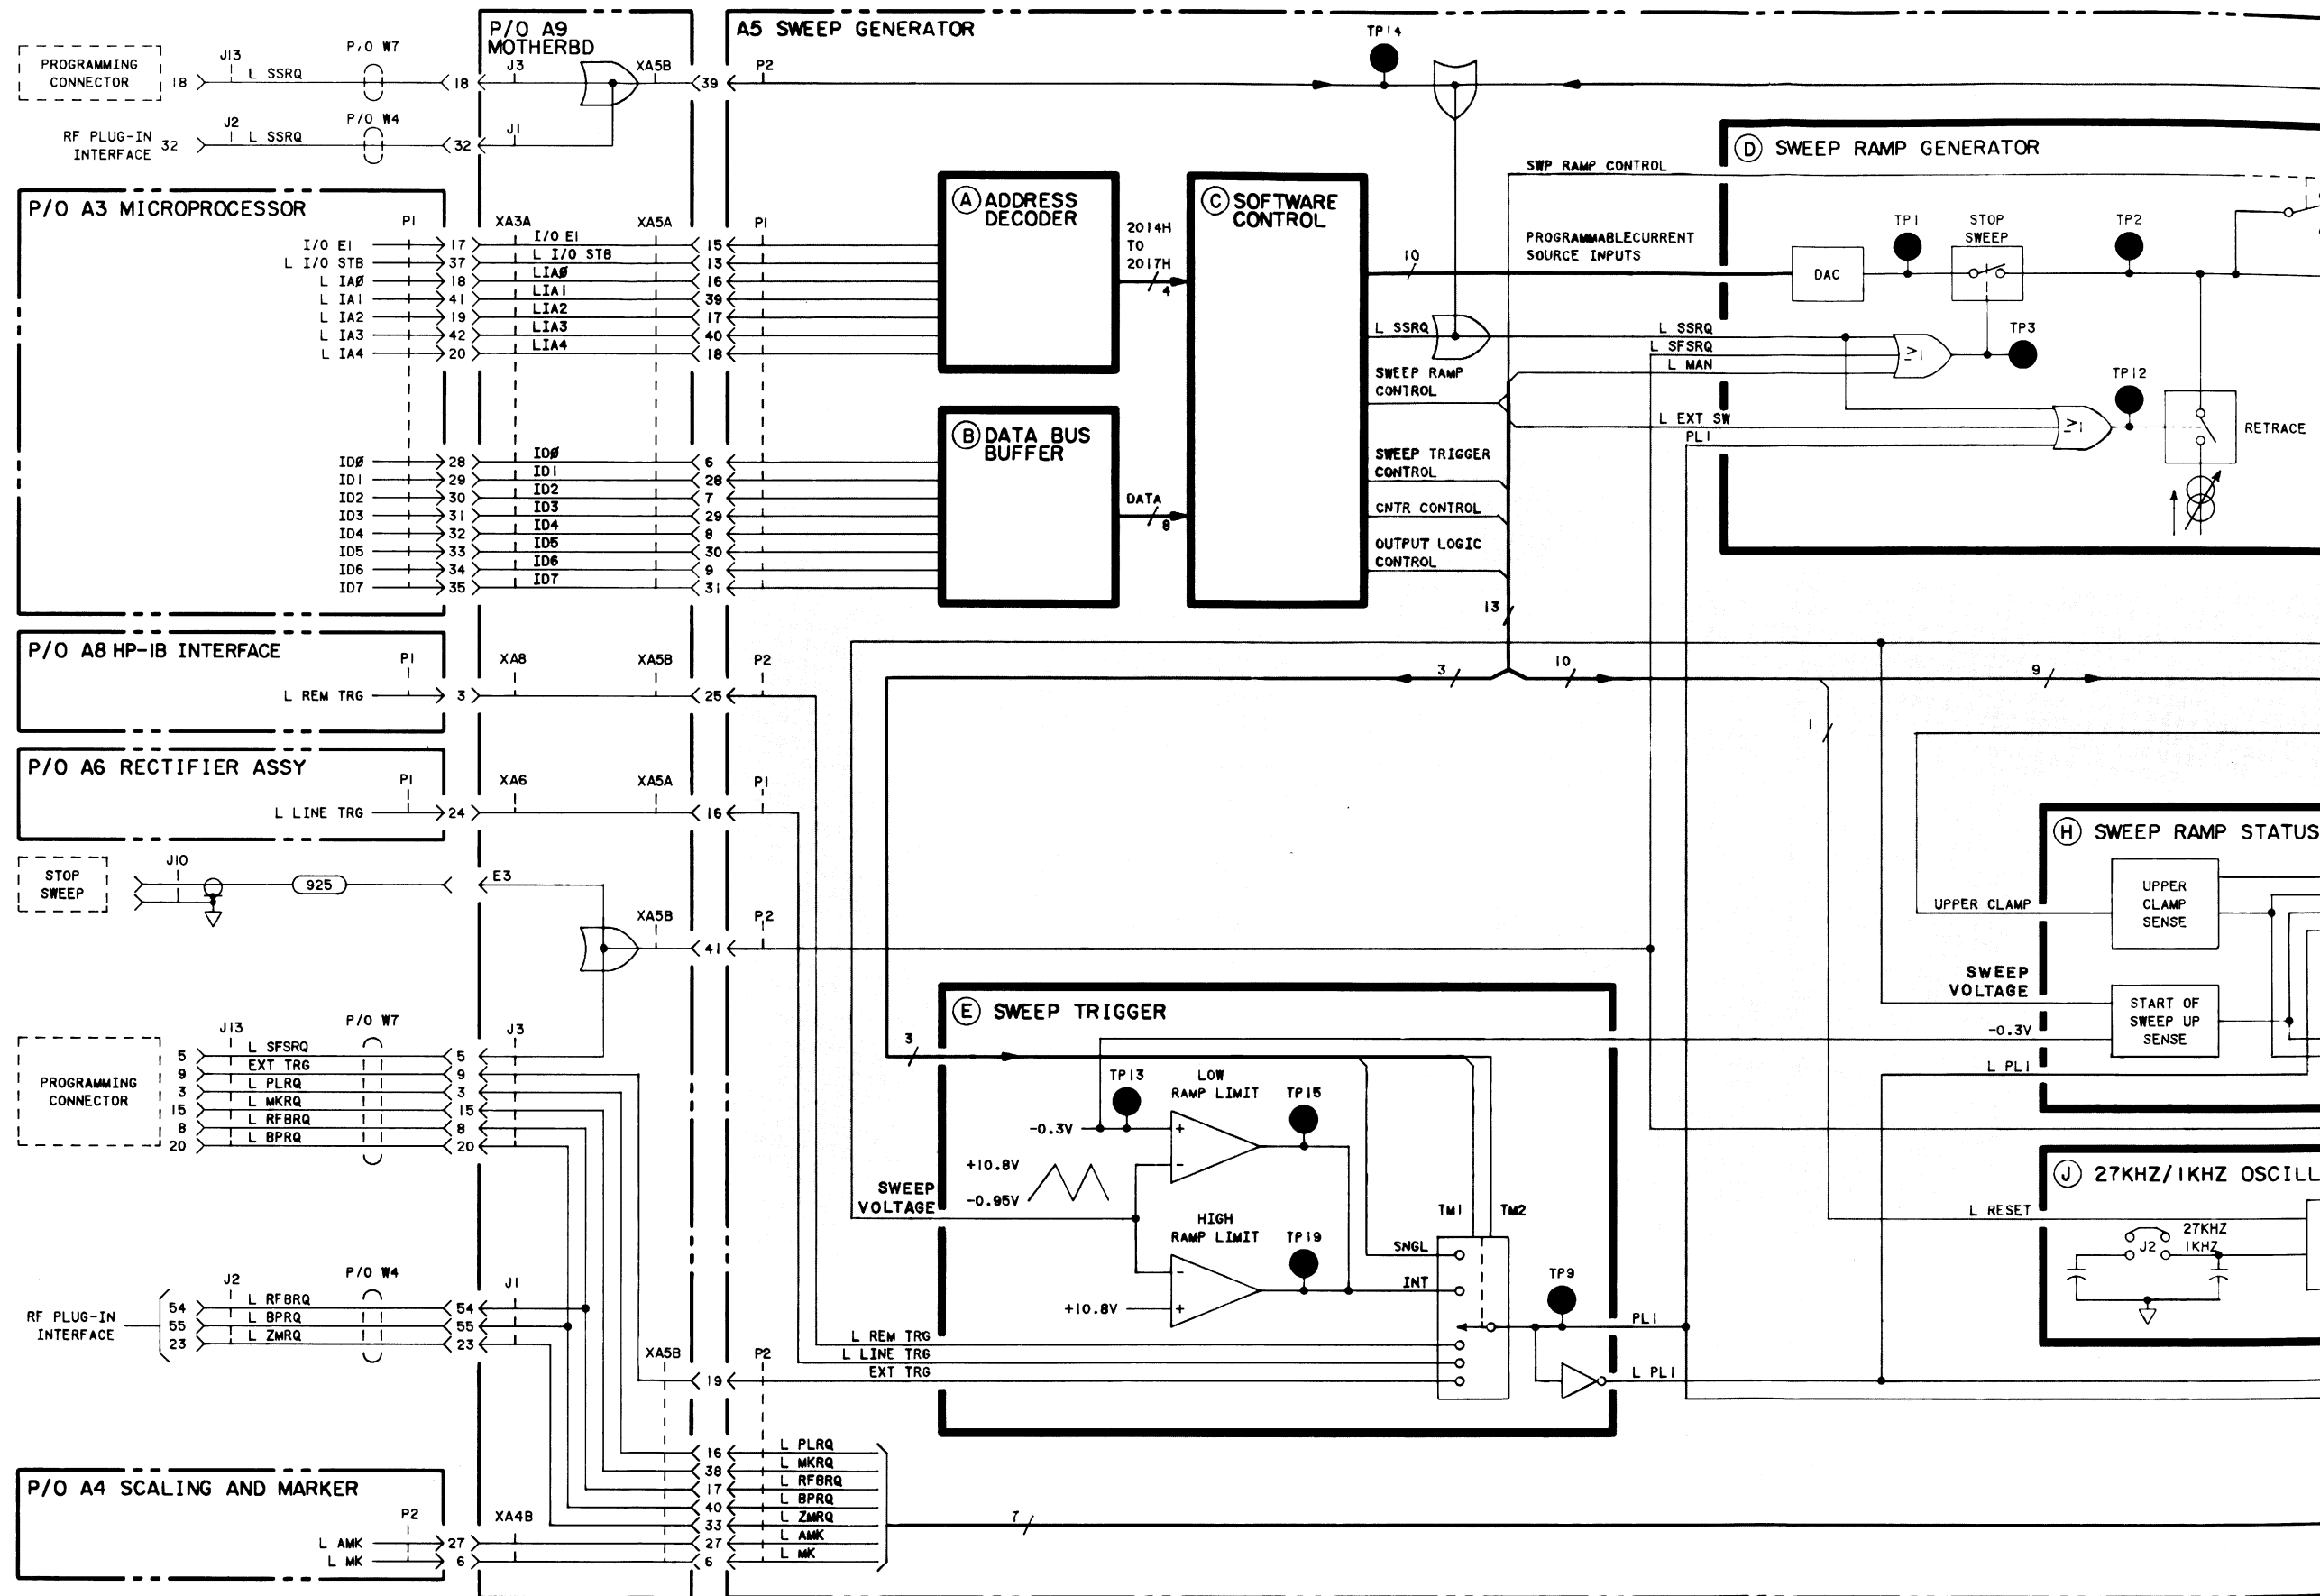 P/O A9
MOTHERBD
A5 SWEEP GENERATOR
TP14
PROGRAMMING
CONNECTOR
18
J13
L SSRQ
P/O W7
18
J3
XA5B
39
P2
RF PLUG-IN
INTERFACE
32
J2
L SSRQ
P/O W4
32
J1
D SWEEP RAMP GENERATOR
SWP RAMP CONTROL
PROGRAMMABLECURRENT
SOURCE INPUTS
10
DAC
TP1
STOP
SWEEP
TP2
TP3
L SSRQ
L SSRQ
L SFSRQ
L MAN
≥1
TP12
L EXT SW
PLI
≥1
RETRACE
P/O A3 MICROPROCESSOR
P1
XA3A
XA5A
P1
I/O E1 17 I/O E1 15
L I/O STB 37 L I/O STB 13
L IAØ 18 LIAØ 16
L IA1 41 LIA1 39
L IA2 19 LIA2 17
L IA3 42 LIA3 40
L IA4 20 LIA4 18
IDØ 28 IDØ 6
ID1 29 ID1 28
ID2 30 ID2 7
ID3 31 ID3 29
ID4 32 ID4 8
ID5 33 ID5 30
ID6 34 ID6 9
ID7 35 ID7 31
A ADDRESS
DECODER
2014H
TO
2017H
4
B DATA BUS
BUFFER
DATA
8
C SOFTWARE
CONTROL
SWEEP RAMP
CONTROL
SWEEP TRIGGER
CONTROL
CNTR CONTROL
OUTPUT LOGIC
CONTROL
13
3
10
9
1
P/O A8 HP-IB INTERFACE
P1
XA8
XA5B
P2
L REM TRG 3 25
P/O A6 RECTIFIER ASSY
P1
XA6
XA5A
P1
L LINE TRG 24 16
STOP
SWEEP
J10
925
E3
XA5B
41
P2
H SWEEP RAMP STATUS
UPPER CLAMP
UPPER
CLAMP
SENSE
SWEEP
VOLTAGE
START OF
SWEEP UP
SENSE
-0.3V
L PLI
PROGRAMMING
CONNECTOR
J13
P/O W7
J3
5 L SFSRQ 5
9 EXT TRG 9
3 L PLRQ 3
15 L MKRQ 15
8 L RFBRQ 8
20 L BPRQ 20
E SWEEP TRIGGER
3
TP13
LOW
RAMP LIMIT
TP15
-0.3V
+
-
+10.8V
-0.95V
SWEEP
VOLTAGE
HIGH
RAMP LIMIT
TP19
-
+
+10.8V
TM1
TM2
SNGL
INT
TP9
PLI
L PLI
L REM TRG
L LINE TRG
EXT TRG
J 27KHZ/1KHZ OSCILL
L RESET
27KHZ
J2
1KHZ
RF PLUG-IN
INTERFACE
J2
P/O W4
J1
54 L RFBRQ 54
55 L BPRQ 55
23 L ZMRQ 23
XA5B
P2
19
16 L PLRQ
38 L MKRQ
17 L RFBRQ
40 L BPRQ
33 L ZMRQ
27 L AMK
6 L MK
7
P/O A4 SCALING AND MARKER
P2
XA4B
L AMK 27
L MK 6